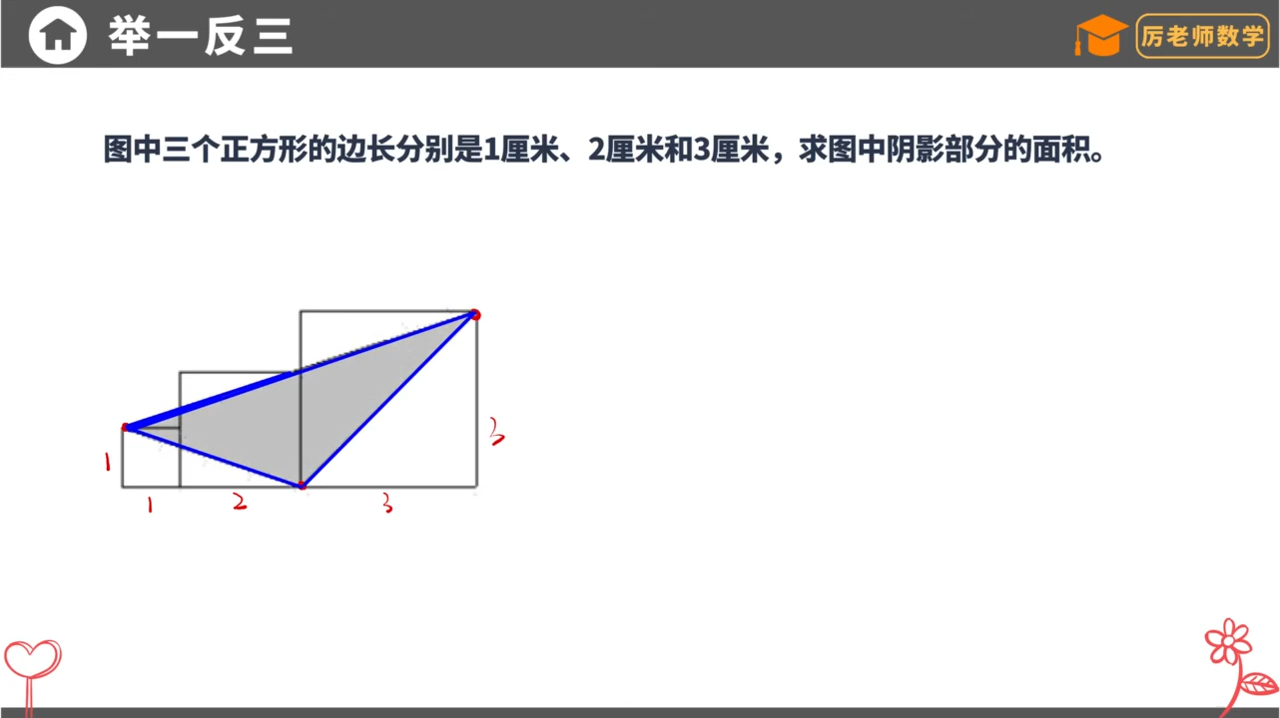 举一反三
厉老师数学
图中三个正方形的边长分别是1厘米、2厘米和3厘米，求图中阴影部分的面积。
3
1
1 2 3